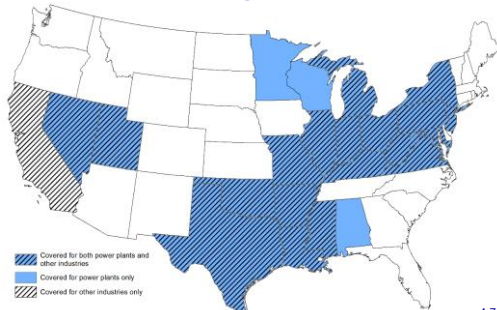 Covered for both power plants and
other industries
Covered for power plants only
Covered for other industries only